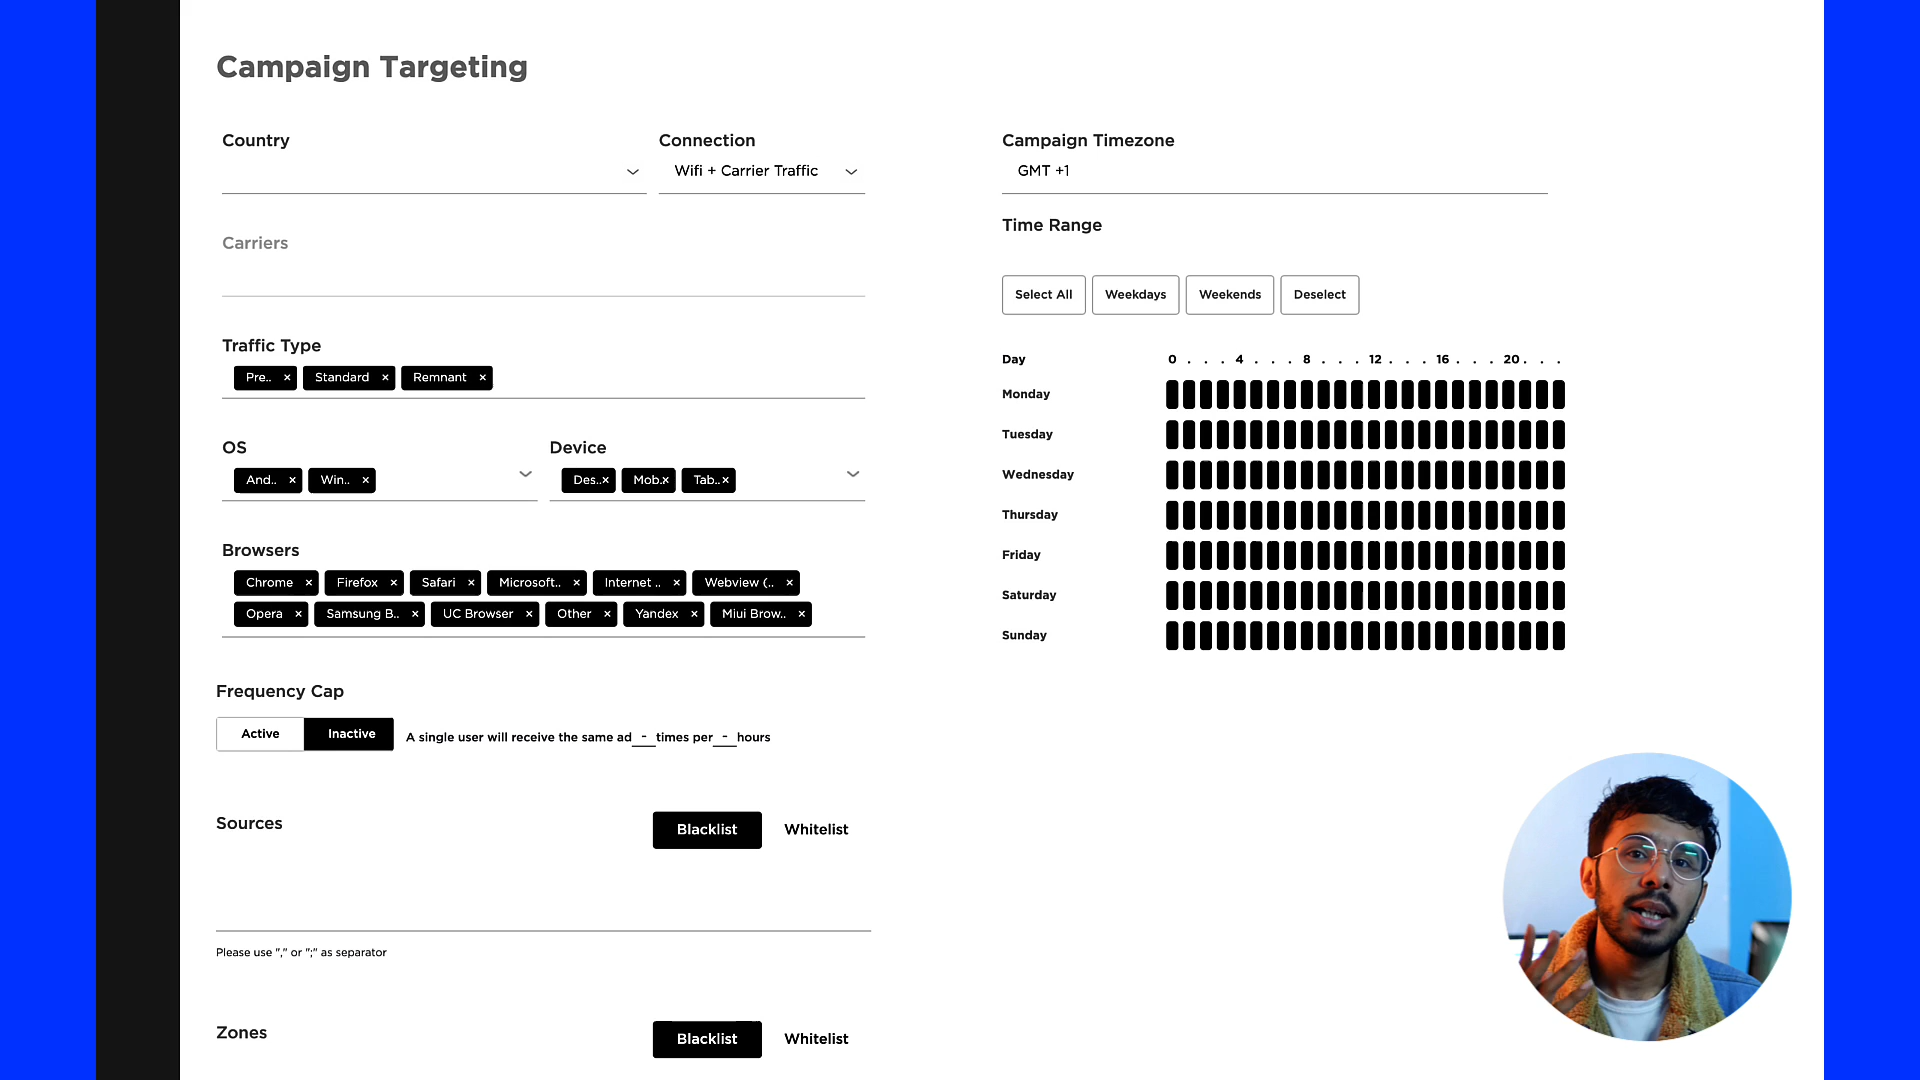 Campaign Targeting
Country
Connection
Wifi + Carrier Traffic
Carriers
Traffic Type
Pre.. × Standard × Remnant ×
OS
And.. × Win.. ×
Device
Des..× Mob.× Tab..×
Browsers
Chrome × Firefox × Safari × Microsoft.. × Internet .. × Webview (.. ×
Opera × Samsung B.. × UC Browser × Other × Yandex × Miui Brow.. ×
Frequency Cap
Active Inactive A single user will receive the same ad - times per - hours
Sources
Blacklist Whitelist
Please use "," or ";" as separator
Zones
Blacklist Whitelist
Campaign Timezone
GMT +1
Time Range
Select All Weekdays Weekends Deselect
Day 0 . . . 4 . . . 8 . . . 12 . . . 16 . . . 20 . . .
Monday
Tuesday
Wednesday
Thursday
Friday
Saturday
Sunday